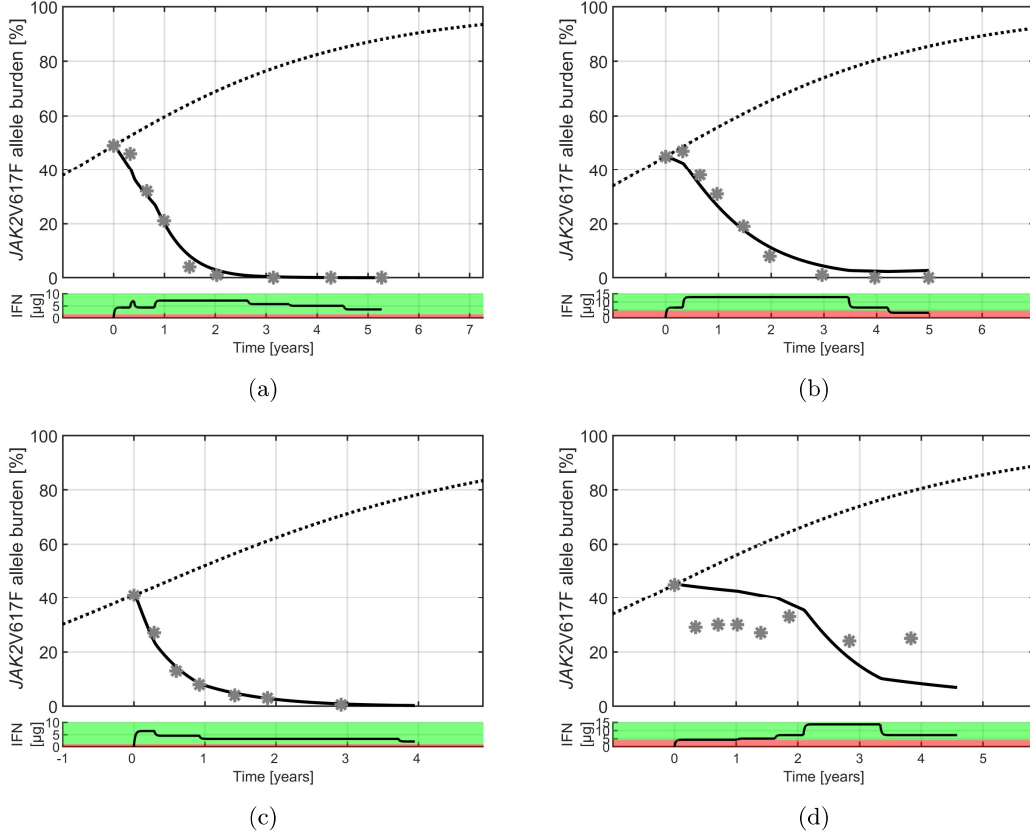 100
80
60
40
20
0
JAK2V617F allele burden [%]
10
5
0
IFN
[µg]
0 1 2 3 4 5 6 7
Time [years]
(a)
100
80
60
40
20
0
JAK2V617F allele burden [%]
15
10
5
0
IFN
[µg]
0 1 2 3 4 5 6
Time [years]
(b)
100
80
60
40
20
0
JAK2V617F allele burden [%]
10
5
0
IFN
[µg]
-1 0 1 2 3 4
Time [years]
(c)
100
80
60
40
20
0
JAK2V617F allele burden [%]
15
10
5
0
IFN
[µg]
0 1 2 3 4 5
Time [years]
(d)